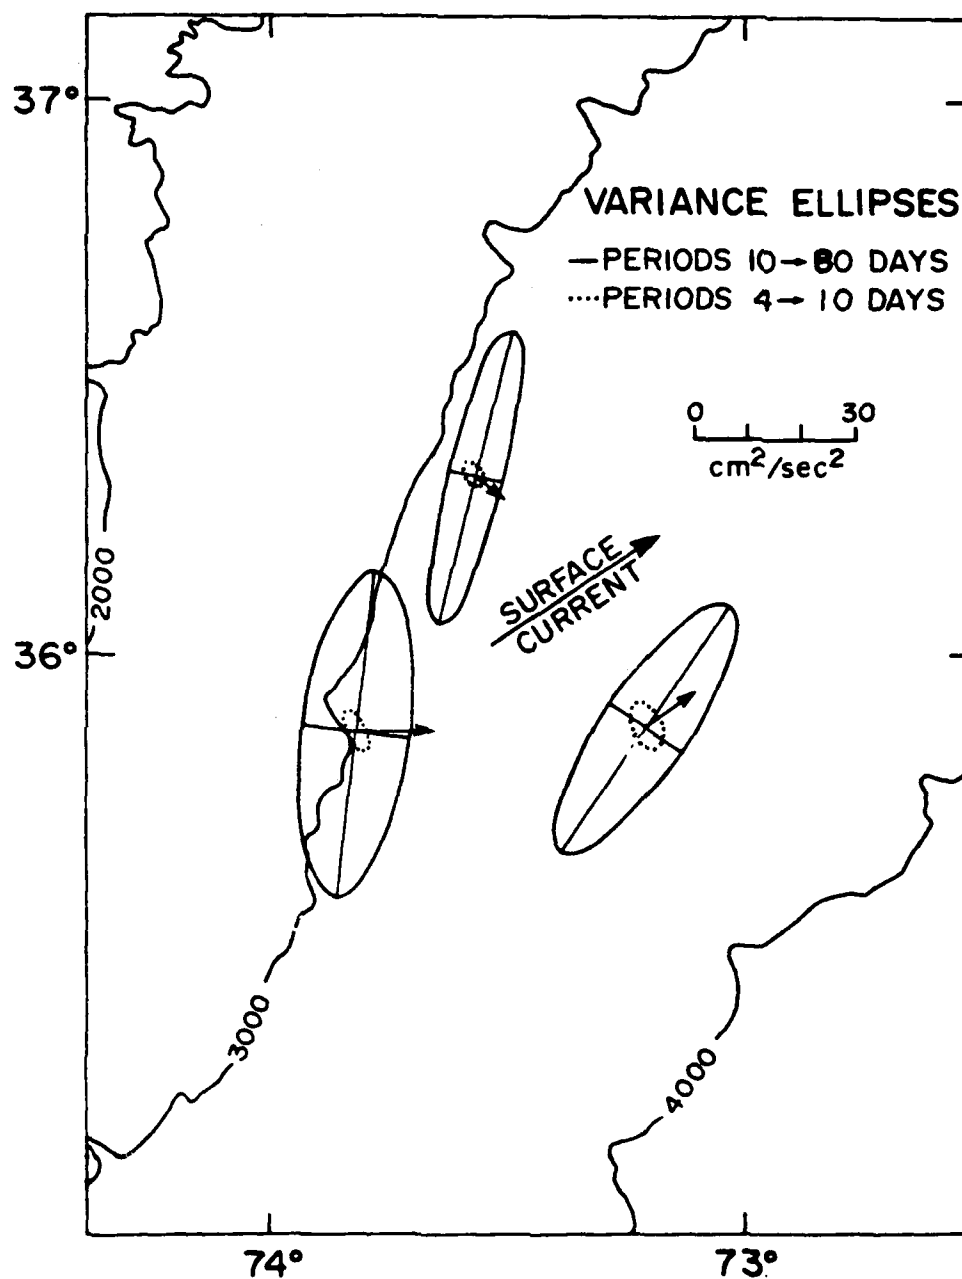 37°
VARIANCE ELLIPSES
—PERIODS 10→80 DAYS
....PERIODS 4→10 DAYS
0 30
cm²/sec²
2000
SURFACE
CURRENT
36°
3000
4000
74°
73°